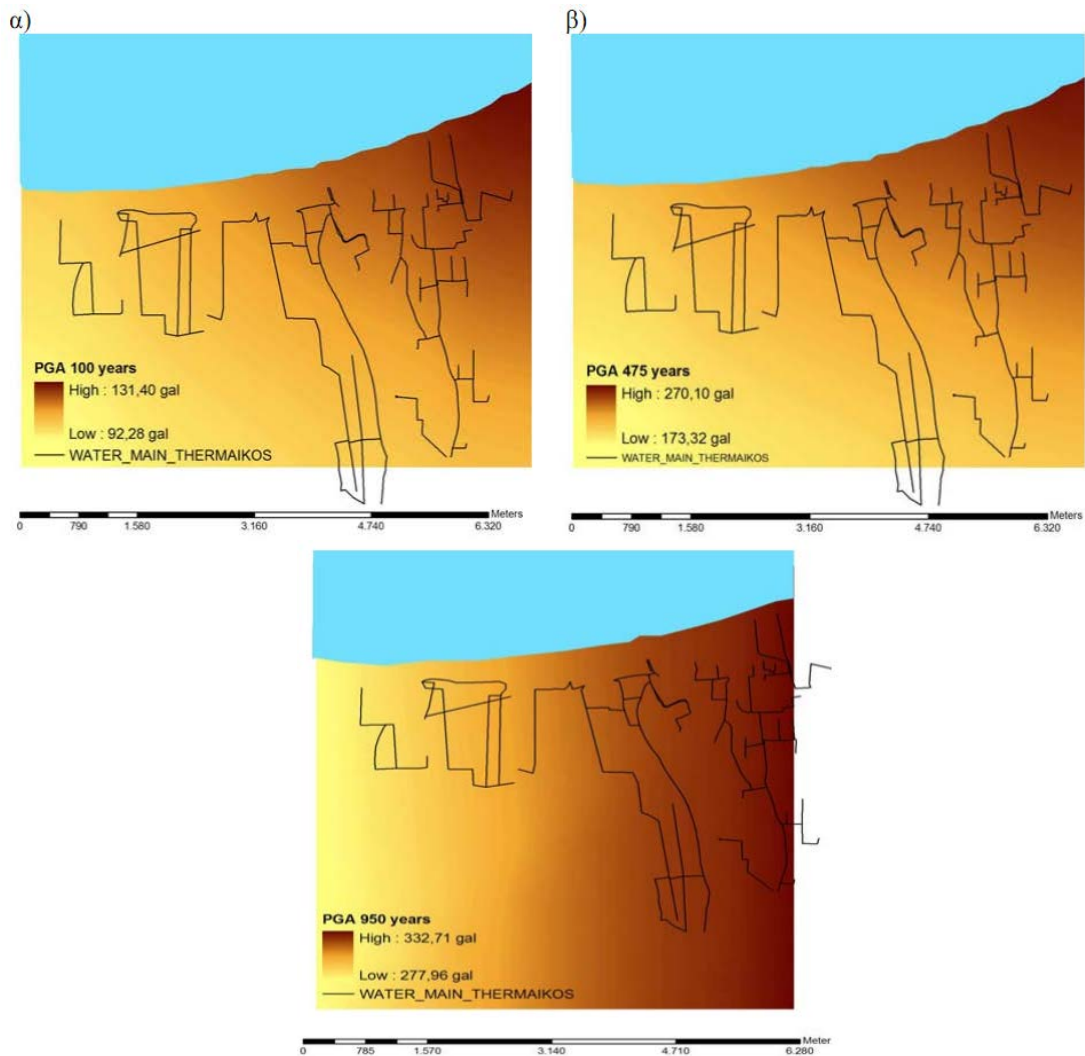 α)
PGA 100 years
High : 131,40 gal
Low : 92,28 gal
WATER_MAIN_THERMAIKOS
Meters
0 790 1.580 3.160 4.740 6.320
β)
PGA 475 years
High : 270,10 gal
Low : 173,32 gal
WATER_MAIN_THERMAIKOS
Meters
0 790 1.580 3.160 4.740 6.320
PGA 950 years
High : 332,71 gal
Low : 277,96 gal
WATER_MAIN_THERMAIKOS
Meter
0 785 1.570 3.140 4.710 6.280